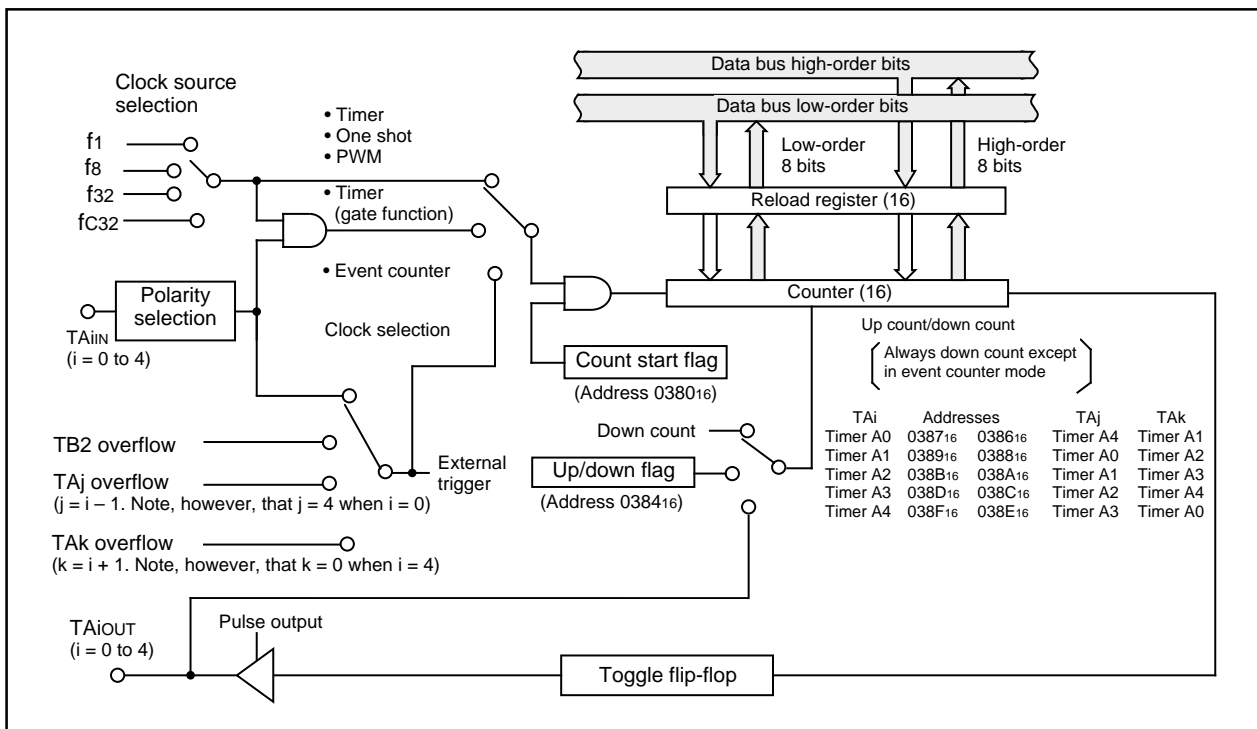 Clock source
selection
f1
f8
f32
fC32
• Timer
• One shot
• PWM
• Timer
(gate function)
• Event counter
Clock selection
Polarity
selection
TAiIN
(i = 0 to 4)
TB2 overflow
TAj overflow
(j = i – 1. Note, however, that j = 4 when i = 0)
TAk overflow
(k = i + 1. Note, however, that k = 0 when i = 4)
External
trigger
Data bus high-order bits
Data bus low-order bits
Low-order
8 bits
High-order
8 bits
Reload register (16)
Counter (16)
Count start flag
(Address 038016)
Up count/down count
Always down count except
in event counter mode
Down count
Up/down flag
(Address 038416)
TAi Addresses TAj TAk
Timer A0 038716 038616 Timer A4 Timer A1
Timer A1 038916 038816 Timer A0 Timer A2
Timer A2 038B16 038A16 Timer A1 Timer A3
Timer A3 038D16 038C16 Timer A2 Timer A4
Timer A4 038F16 038E16 Timer A3 Timer A0
TAiOUT
(i = 0 to 4)
Pulse output
Toggle flip-flop